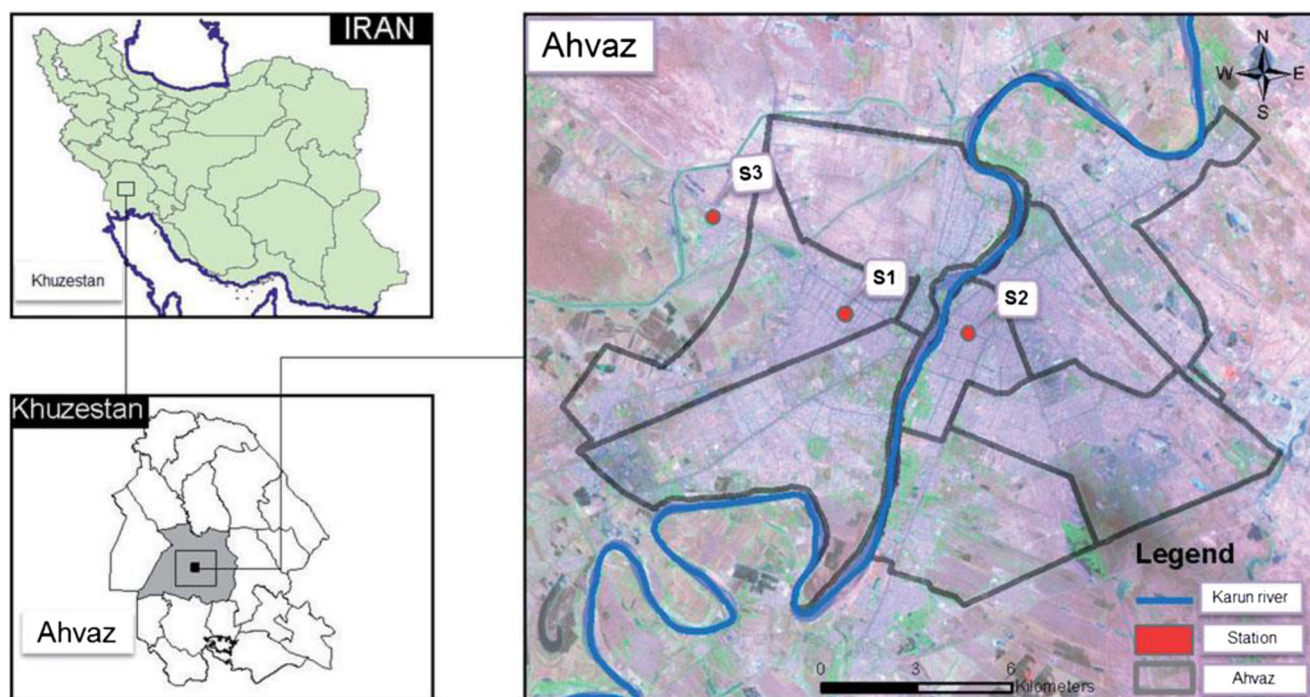 IRAN
Khuzestan
Khuzestan
Ahvaz
Ahvaz
N
W E
S
S3
S1
S2
Legend
Karun river
Station
Ahvaz
0 3 6
Kilometers